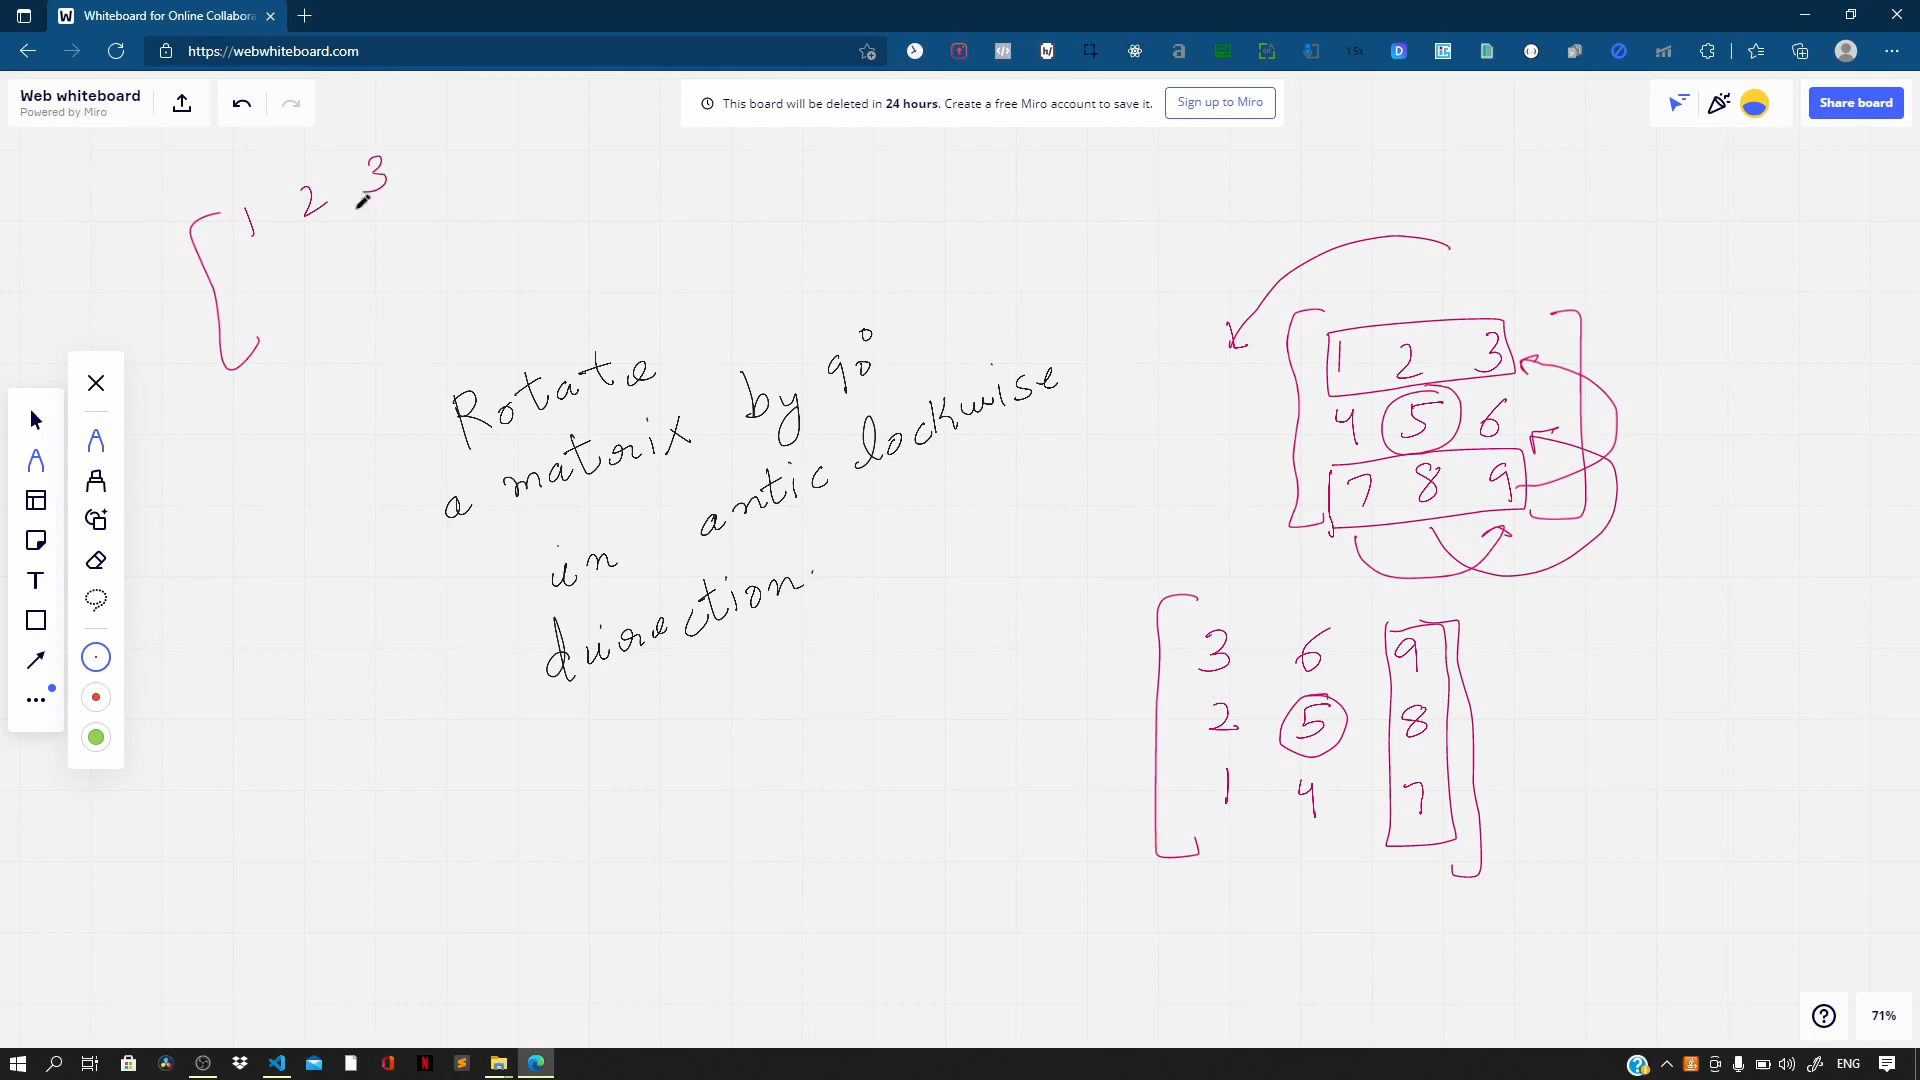 Whiteboard for Online Collabora
https://webwhiteboard.com
1.5x
Web whiteboard
Powered by Miro
This board will be deleted in 24 hours. Create a free Miro account to save it.
Sign up to Miro
Share board
1 2 3
Rotate
a matrix by 90°
in anticlockwise
direction.
1 2 3
4 5 6
7 8 9
3 6 9
2 5 8
1 4 7
71%
ENG